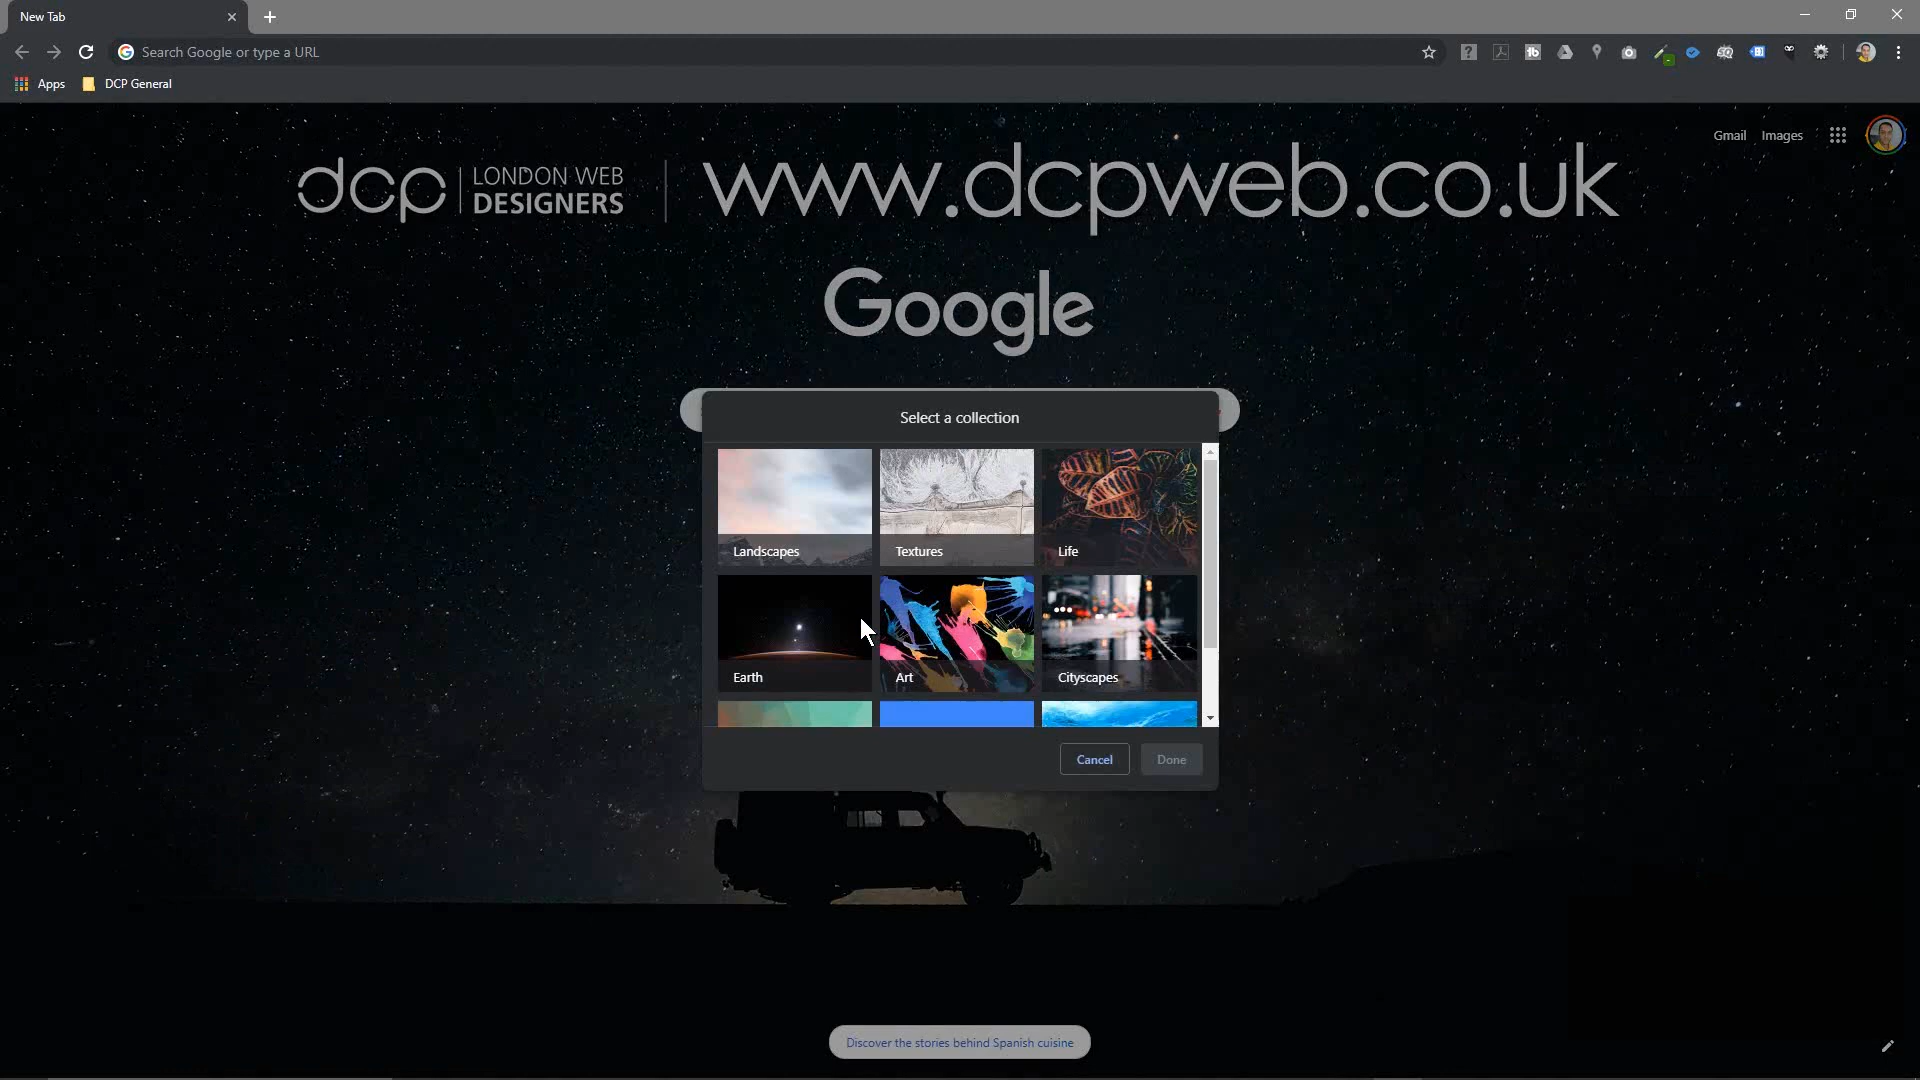 New Tab
Search Google or type a URL
Apps
DCP General
Gmail
Images
dcp
LONDON WEB
DESIGNERS
www.dcpweb.co.uk
Google
Select a collection
Landscapes
Textures
Life
Earth
Art
Cityscapes
Cancel
Done
Discover the stories behind Spanish cuisine